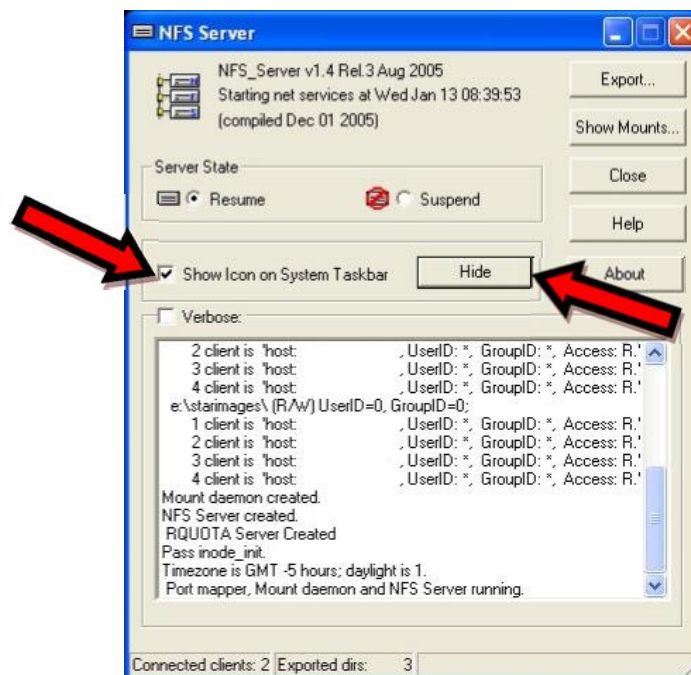 NFS Server
NFS_Server v1.4 Rel.3 Aug 2005
Starting net services at Wed Jan 13 08:39:53
(compiled Dec 01 2005)
Export...
Show Mounts...
Close
Help
About
Server State
Resume
Suspend
Show Icon on System Taskbar
Hide
Verbose:
2 client is 'host: , UserID: *, GroupID: *, Access: R.'
3 client is 'host: , UserID: *, GroupID: *, Access: R.'
4 client is 'host: , UserID: *, GroupID: *, Access: R.'
e:\starimages\ (R/W) UserID=0, GroupID=0;
1 client is 'host: , UserID: *, GroupID: *, Access: R.'
2 client is 'host: , UserID: *, GroupID: *, Access: R.'
3 client is 'host: , UserID: *, GroupID: *, Access: R.'
4 client is 'host: , UserID: *, GroupID: *, Access: R.'
Mount daemon created.
NFS Server created.
RQUOTA Server Created
Pass inode_init.
Timezone is GMT -5 hours; daylight is 1.
Port mapper, Mount daemon and NFS Server running.
Connected clients: 2 Exported dirs: 3